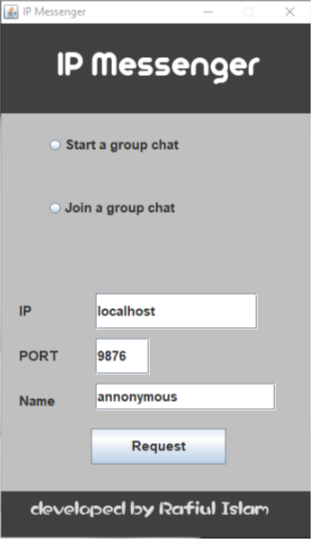 IP Messenger
IP Messenger
Start a group chat
Join a group chat
IP localhost
PORT 9876
Name annonymous
Request
developed by Rafiul Islam